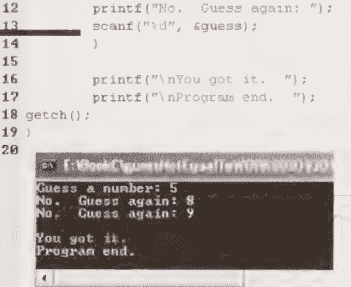 12 printf("No.  Guess again: ");
13 scanf("%d", &guess);
14 }
15
16 printf("\nYou got it.  ");
17 printf("\nProgram end.  ");
18 getch();
19 }
20
Guess a number: 5
No.  Guess again: 8
No.  Guess again: 9
You got it.
Program end.